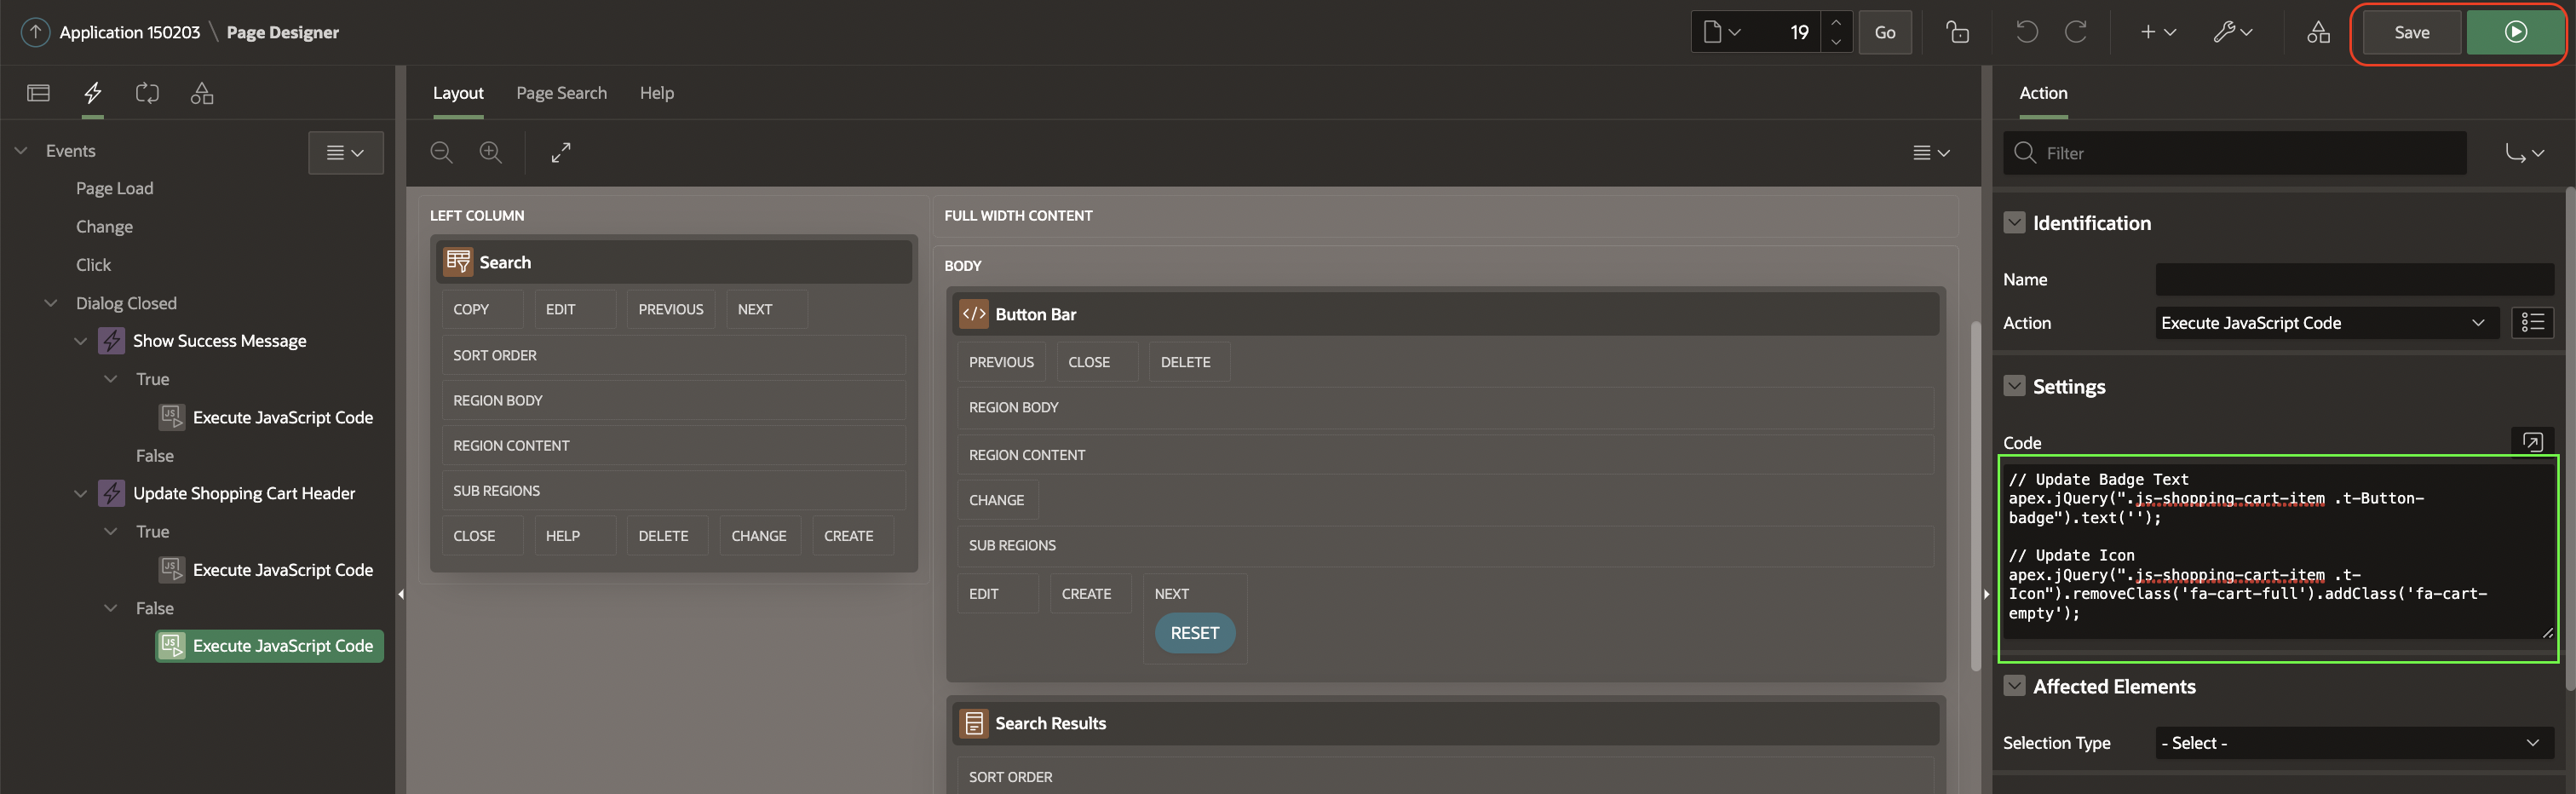 Application 150203 \ Page Designer
19
Go
Save
Events
Page Load
Change
Click
Dialog Closed
Show Success Message
True
Execute JavaScript Code
False
Update Shopping Cart Header
True
Execute JavaScript Code
False
Execute JavaScript Code
Layout Page Search Help
LEFT COLUMN
Search
COPY EDIT PREVIOUS NEXT
SORT ORDER
REGION BODY
REGION CONTENT
SUB REGIONS
CLOSE HELP DELETE CHANGE CREATE
FULL WIDTH CONTENT
BODY
Button Bar
PREVIOUS CLOSE DELETE
REGION BODY
REGION CONTENT
CHANGE
SUB REGIONS
EDIT CREATE NEXT
RESET
Search Results
SORT ORDER
Action
Filter
Identification
Name
Action Execute JavaScript Code
Settings
Code
// Update Badge Text
apex.jQuery(".js-shopping-cart-item .t-Button-
badge").text('');
// Update Icon
apex.jQuery(".js-shopping-cart-item .t-
Icon").removeClass('fa-cart-full').addClass('fa-cart-
empty');
Affected Elements
Selection Type - Select -